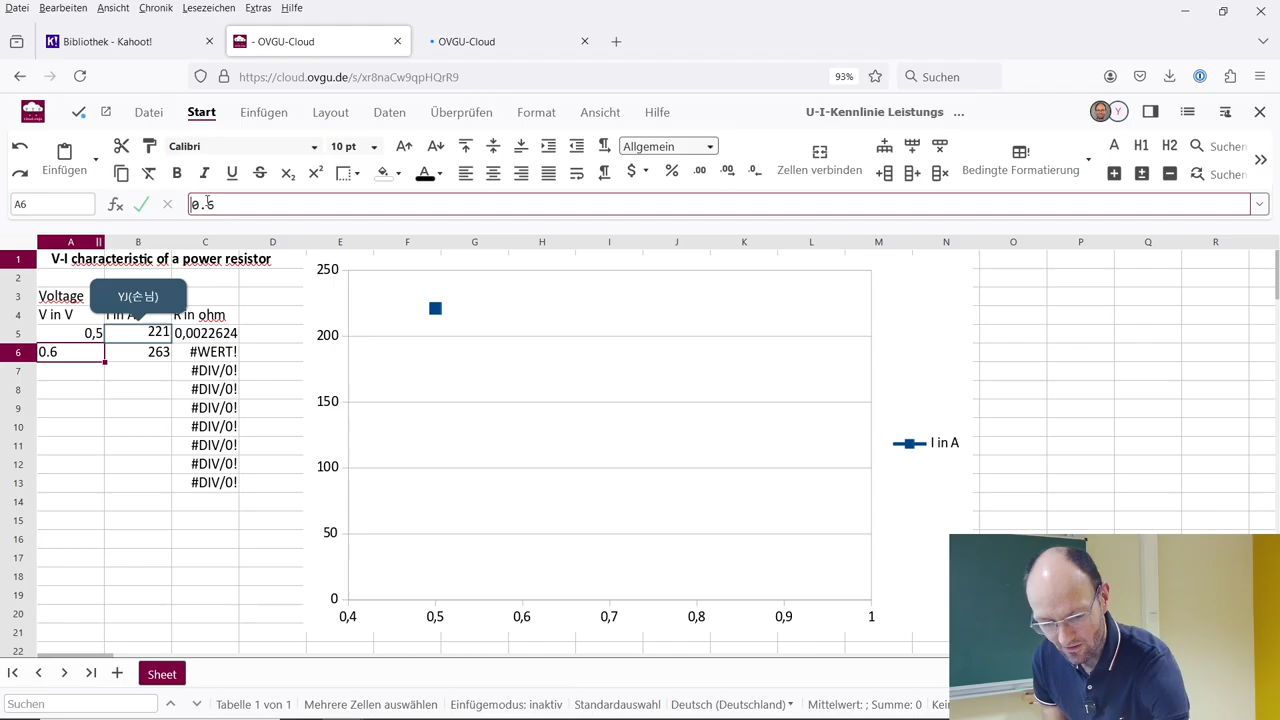 Datei Bearbeiten Ansicht Chronik Lesezeichen Extras Hilfe
Bibliothek - Kahoot!
- OVGU-Cloud
OVGU-Cloud
https://cloud.ovgu.de/s/xr8naCw9qpHQrR9
93%
Suchen
Datei Start Einfügen Layout Daten Überprüfen Format Ansicht Hilfe
U-I-Kennlinie Leistungs ...
Y
Einfügen
Calibri
10 pt
Allgemein
Zellen verbinden
Bedingte Formatierung
A H1 H2
Suchen
Suchen
A6
0.6
A B C D E F G H I J K L M N O P Q R
1 V-I characteristic of a power resistor
2
3 Voltage
YJ(손님)
4 V in V I in A R in ohm
5 0,5 221 0,0022624
6 0.6 263 #WERT!
7 #DIV/0!
8 #DIV/0!
9 #DIV/0!
10 #DIV/0!
11 #DIV/0!
12 #DIV/0!
13 #DIV/0!
14
15
16
17
18
19
20
21
22
250
200
150
100
50
0
0,4 0,5 0,6 0,7 0,8 0,9 1
I in A
Sheet
Suchen
Tabelle 1 von 1
Mehrere Zellen ausgewählt
Einfügemodus: inaktiv
Standardauswahl
Deutsch (Deutschland)
Mittelwert: ; Summe: 0